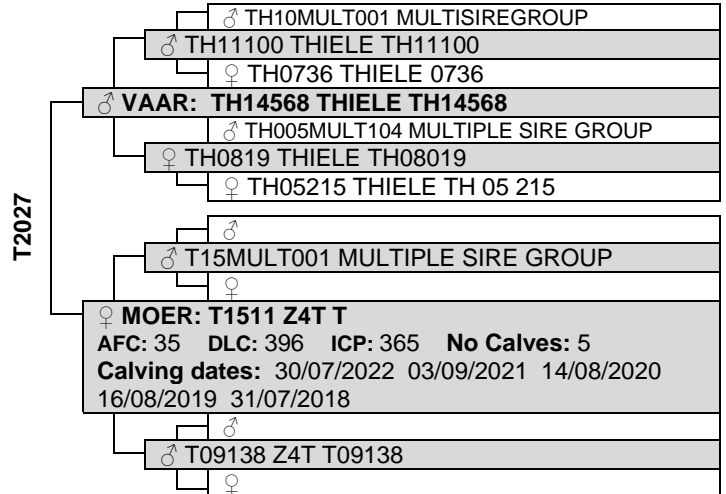 ♂ TH10MULT001 MULTISIREGROUP
♂ TH11100 THIELE TH11100
♀ TH0736 THIELE 0736
♂ VAAR: TH14568 THIELE TH14568
♂ TH005MULT104 MULTIPLE SIRE GROUP
♀ TH0819 THIELE TH08019
♀ TH05215 THIELE TH 05 215
T2027
♂
♂ T15MULT001 MULTIPLE SIRE GROUP
♀
♀ MOER: T1511 Z4T T
AFC: 35 DLC: 396 ICP: 365 No Calves: 5
Calving dates: 30/07/2022 03/09/2021 14/08/2020
16/08/2019 31/07/2018
♂
♂ T09138 Z4T T09138
♀